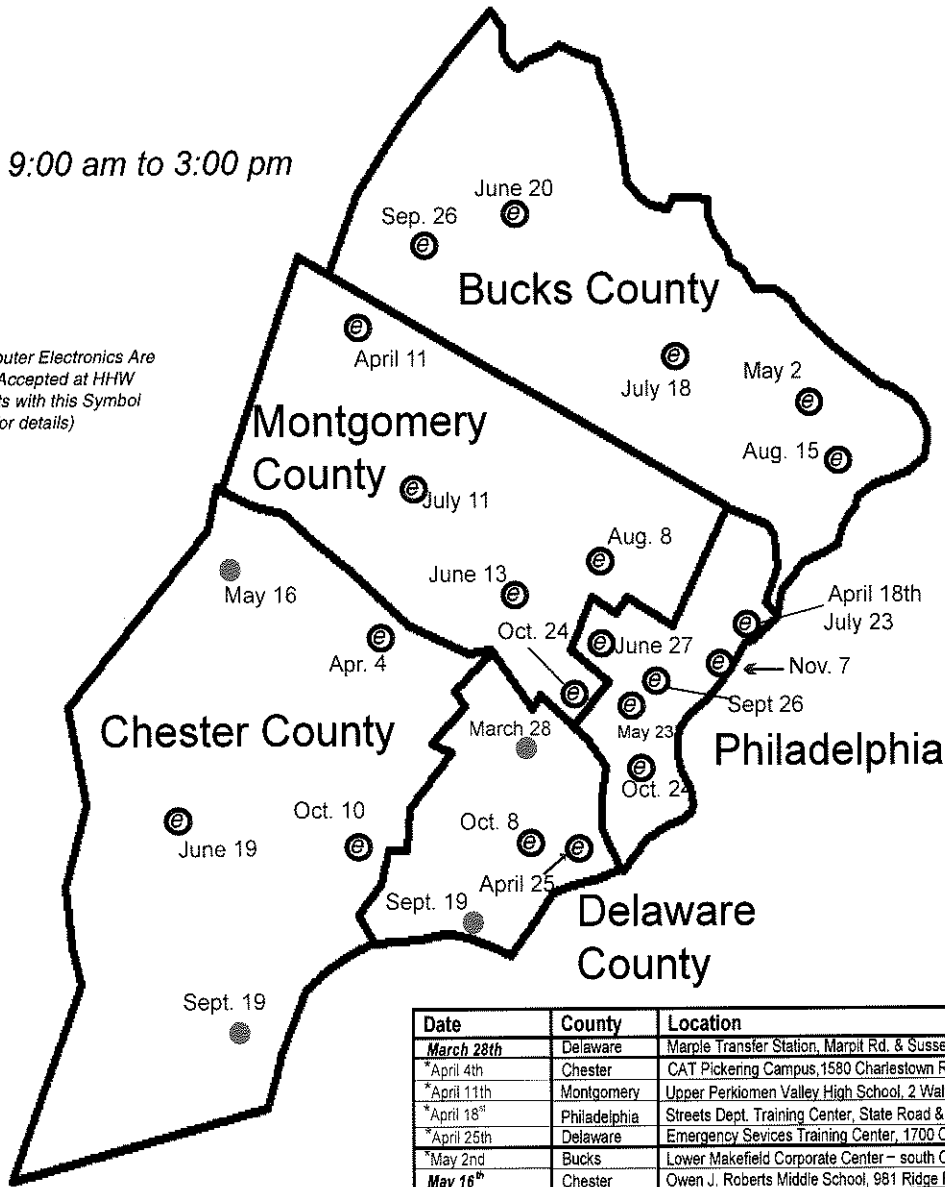 9:00 am to 3:00 pm
June 20
Sep. 26
e
e
Bucks County
e
April 11
e
July 18
May 2
e
Electronics Are
Accepted at HHW
with this Symbol
for details)
Aug. 15
e
Montgomery
County
e
July 11
Aug. 8
e
June 13
e
May 16
April 18th
July 23
e
Oct. 24
e
June 27
e
Apr. 4
e
Nov. 7
e
Sept 26
e
May 23
e
Chester County
March 28
Philadelphia
Oct. 24
e
Oct. 10
e
June 19
e
Oct. 8
e
April 25
e
Sept. 19
Delaware
County
Sept. 19
Date County Location
March 28th Delaware Marple Transfer Station, Marpit Rd. &
*April 4th Chester CAT Pickering Campus,1580 Charlestown
*April 11th Montgomery Upper Perkiomen Valley High School, 2
*April 18st Philadelphia Streets Dept. Training Center, State Road &
*April 25th Delaware Emergency Sevices Training Center, 1700
*May 2nd Bucks Lower Makefield Corporate Center – south
May 16th Chester Owen J. Roberts Middle School, 981 Ridge